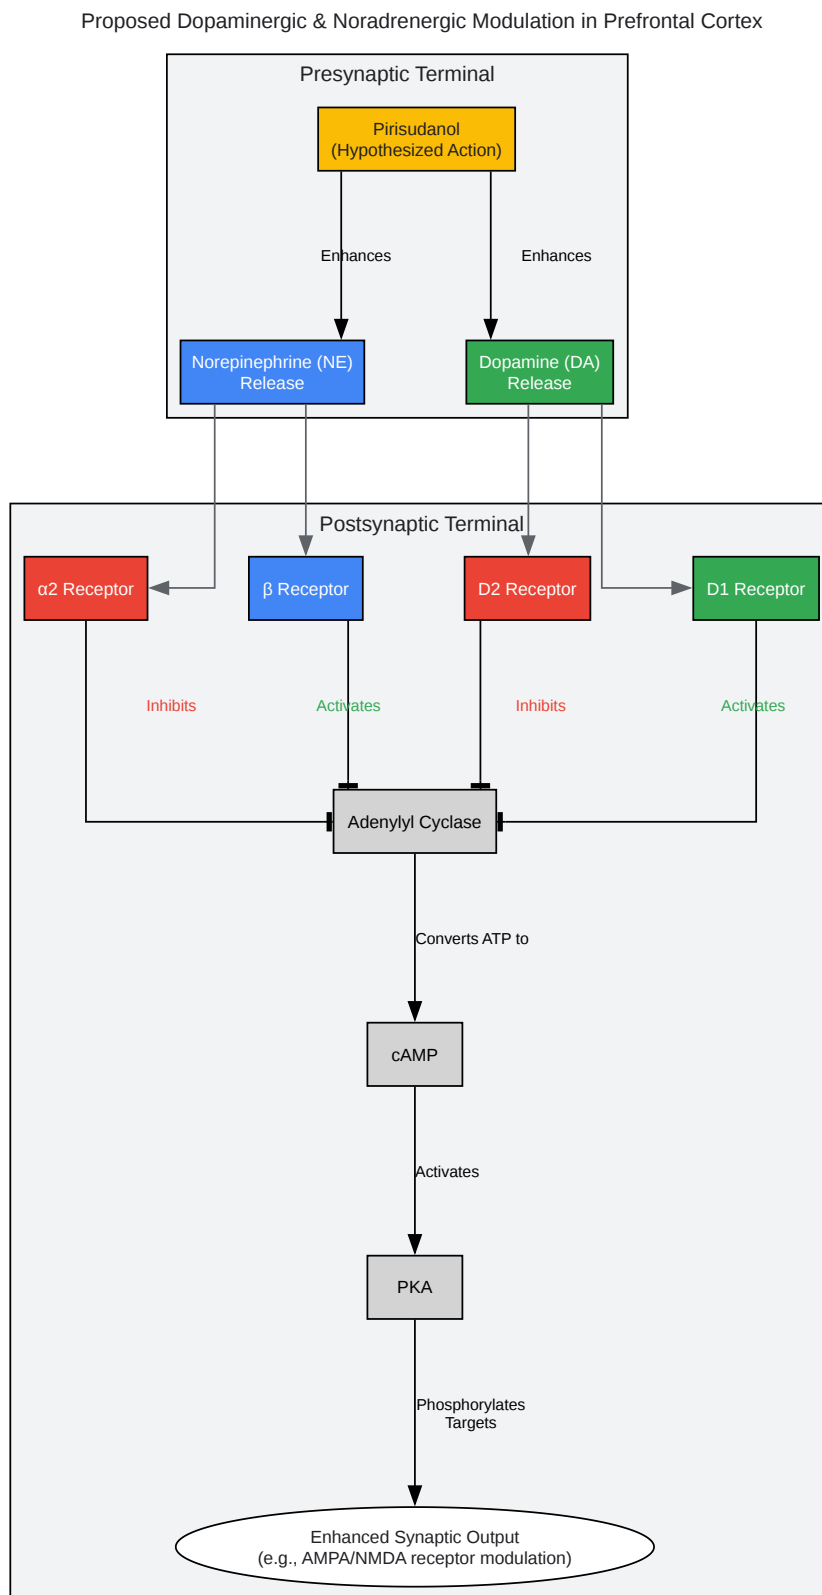 Proposed Dopaminergic & Noradrenergic Modulation in Prefrontal Cortex
Presynaptic Terminal
Pirisudanol
(Hypothesized Action)
Enhances
Enhances
Norepinephrine (NE)
Release
Dopamine (DA)
Release
Postsynaptic Terminal
α2 Receptor
β Receptor
D2 Receptor
D1 Receptor
Inhibits
Activates
Inhibits
Activates
Adenylyl Cyclase
Converts ATP to
cAMP
Activates
PKA
Phosphorylates
Targets
Enhanced Synaptic Output
(e.g., AMPA/NMDA receptor modulation)